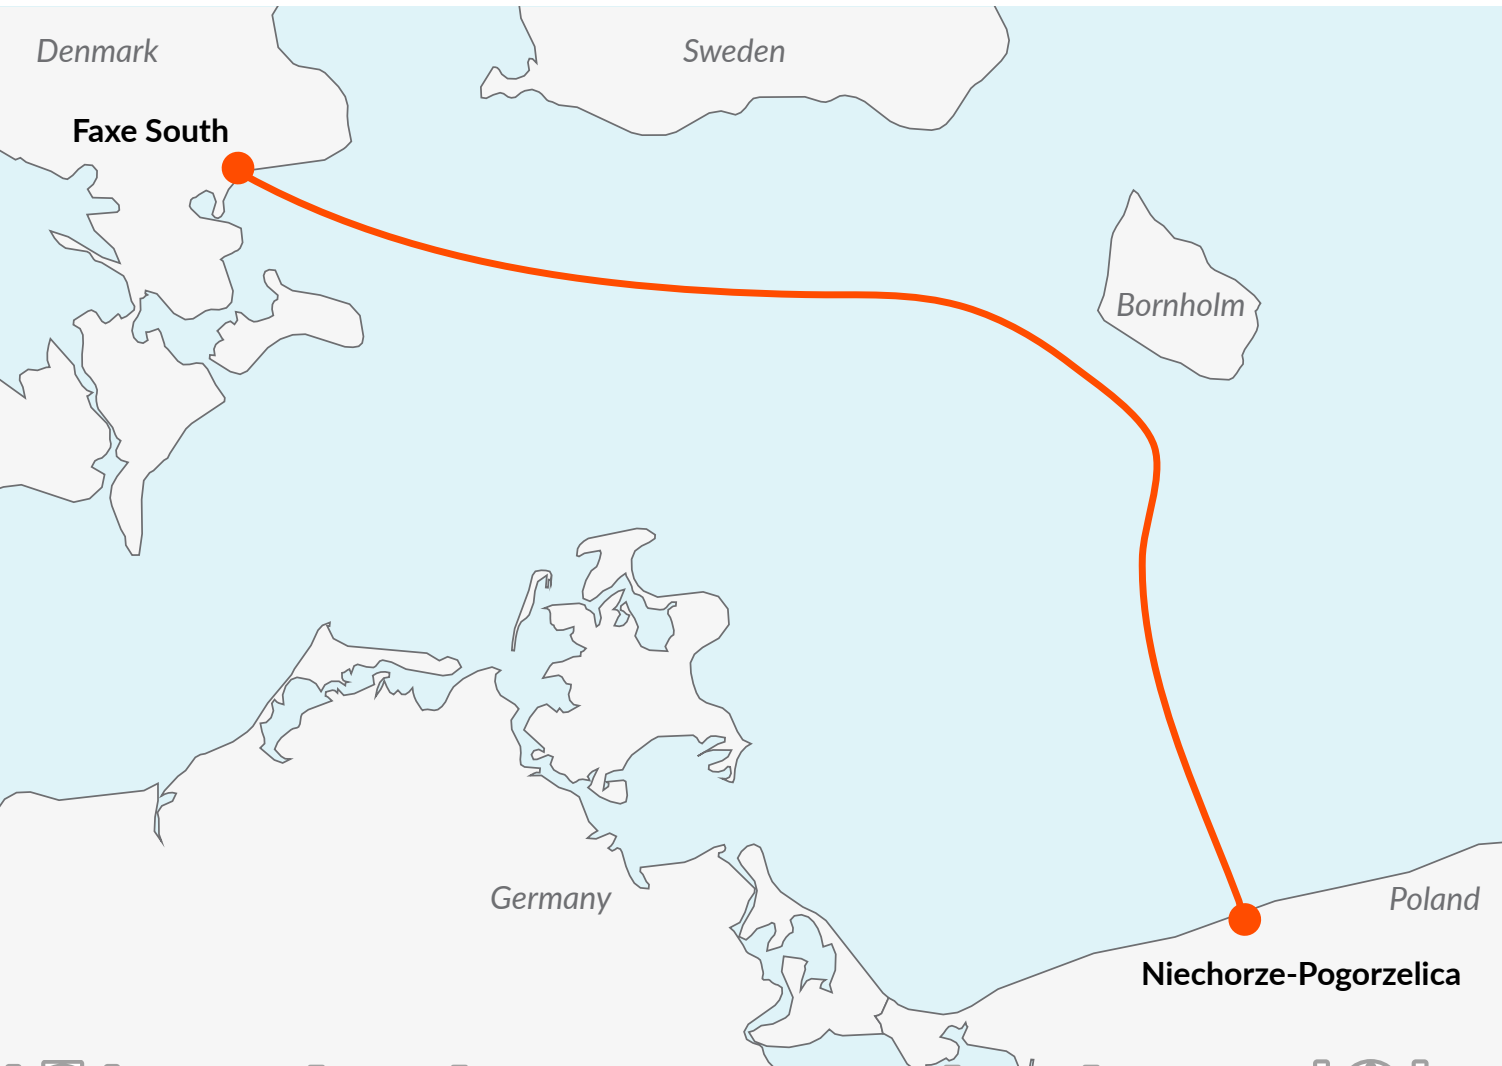 Denmark
Sweden
Faxe South
Bornholm
Germany
Poland
Niechorze-Pogorzelica